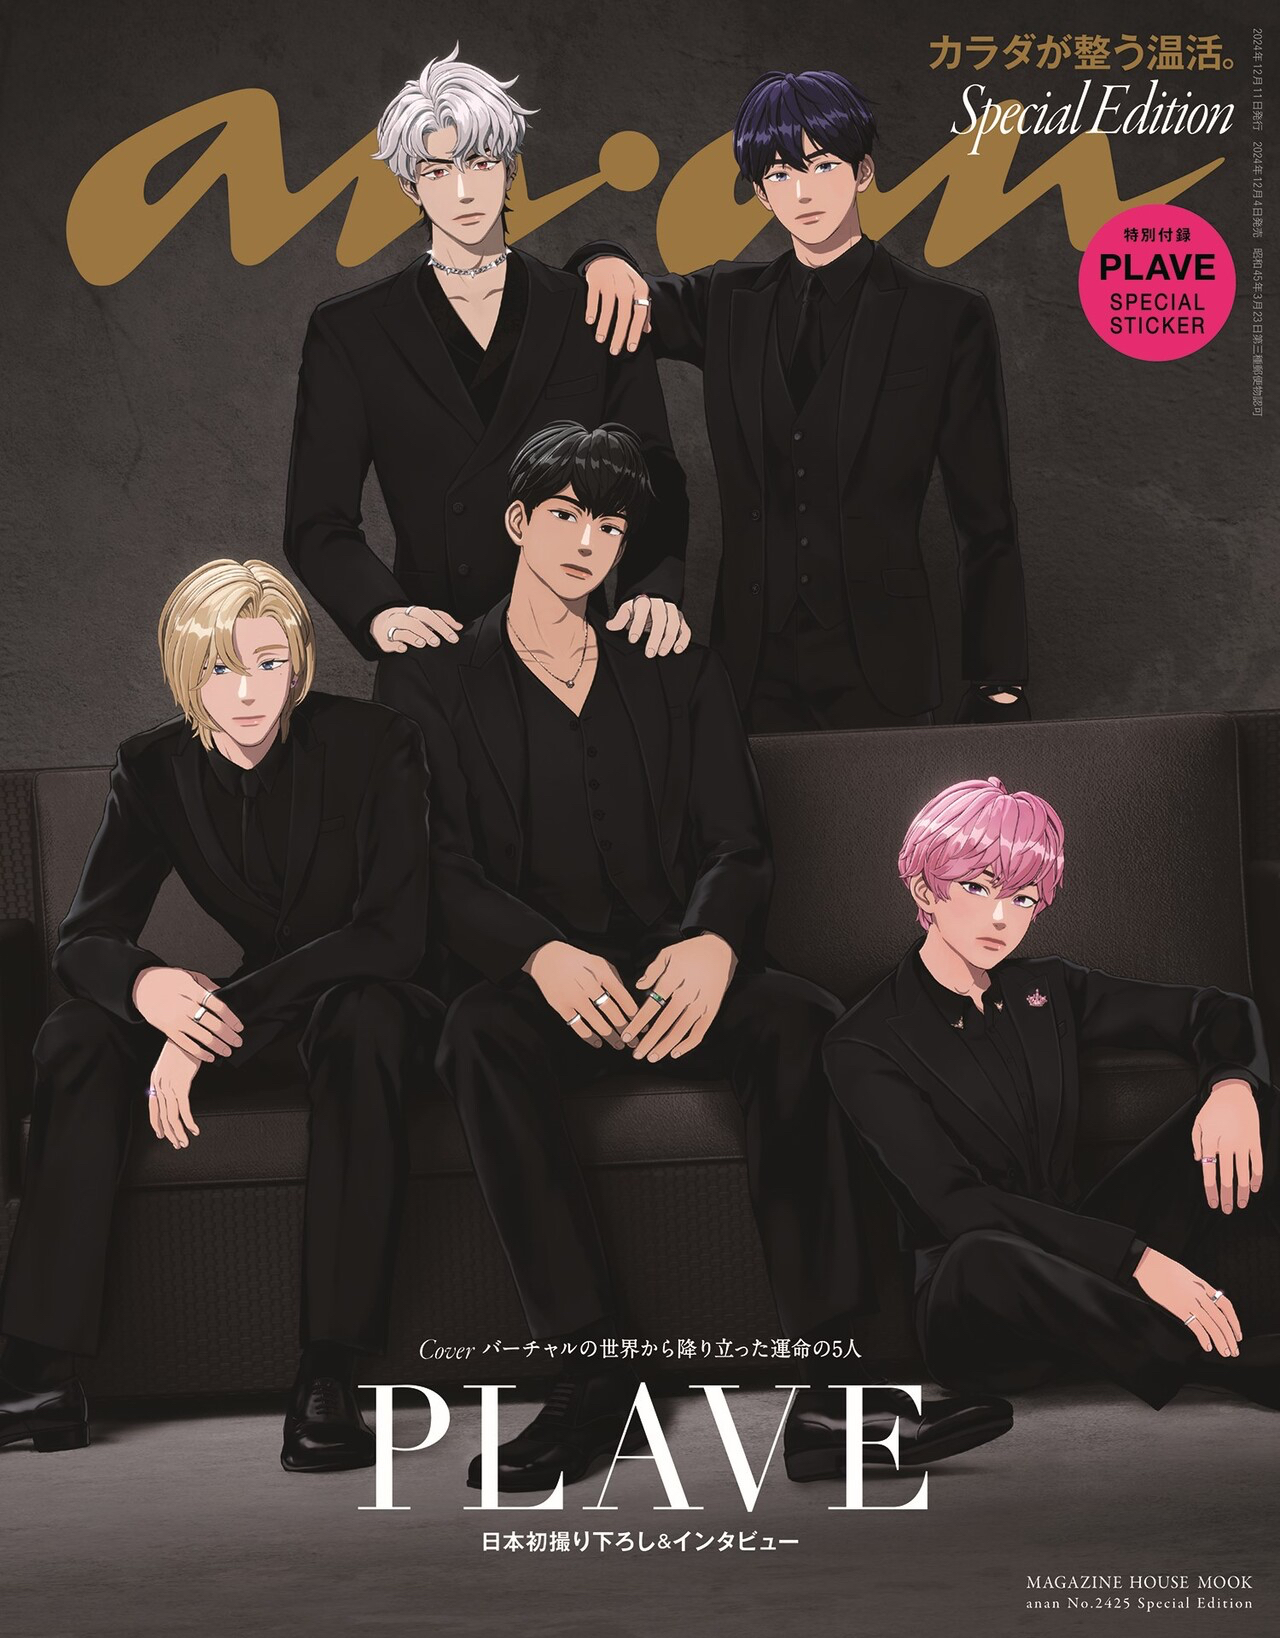 an・an
カラダが整う温活。
Special Edition
2024年12月11日発行 2024年12月4日発売 昭和45年3月23日第三種郵便物認可
特別付録
PLAVE
SPECIAL
STICKER
Cover バーチャルの世界から降り立った運命の5人
PLAVE
日本初撮り下ろし&インタビュー
MAGAZINE HOUSE MOOK
anan No.2425 Special Edition